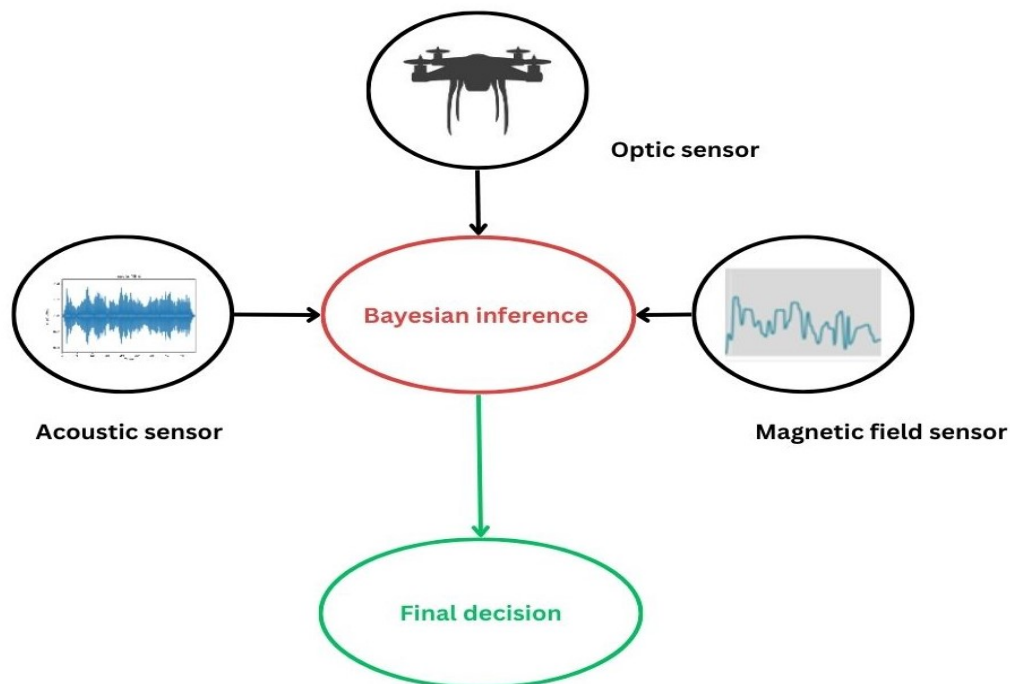 Optic sensor
Bayesian inference
Acoustic sensor
Magnetic field sensor
Final decision